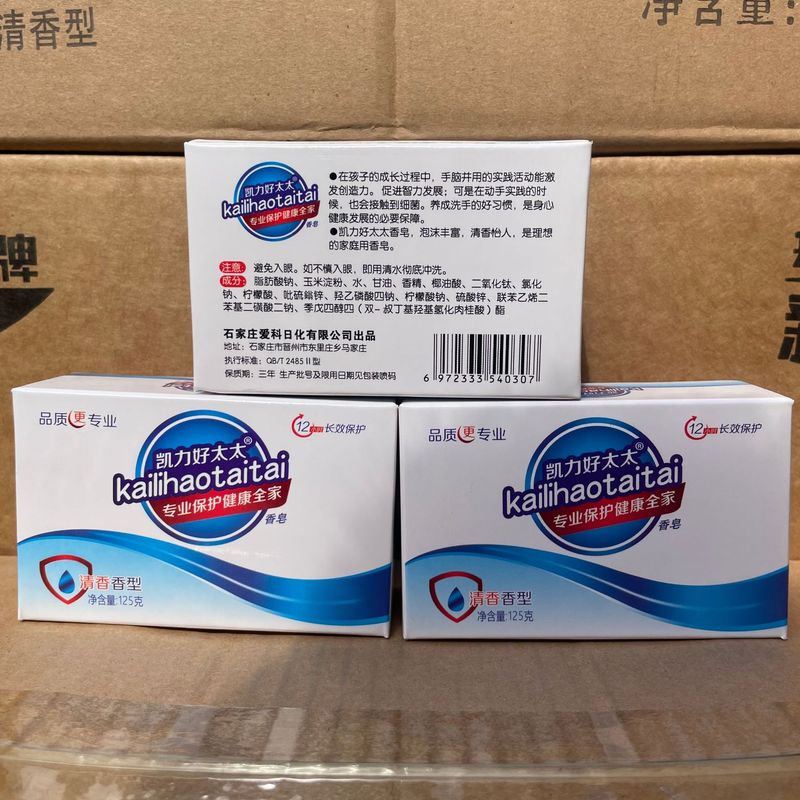 清香型
净含量:
牌
凯力好太太
kailihaotaitai
专业保护健康全家
香皂
●在孩子的成长过程中，手脑并用的实践活动能激
发创造力。促进智力发展；可是在动手实践的时
候，也会接触到细菌。养成洗手的好习惯，是身心
健康发展的必要保障。
●凯力好太太香皂，泡沫丰富，清香怡人，是理想
的家庭用香皂。
注意: 避免入眼。如不慎入眼，即用清水彻底冲洗。
成分: 脂肪酸钠、玉米淀粉、水、甘油、香精、椰油酸、二氧化钛、氯化
钠、柠檬酸、吡硫鎓锌、羟乙磷酸四钠、柠檬酸钠、硫酸锌、联苯乙烯二
苯基二磺酸二钠、季戊四醇四（双-叔丁基羟基氢化肉桂酸）酯
石家庄爱科日化有限公司出品
地址: 石家庄市晋州市东里庄乡马家庄
执行标准: QB/T 2485 II型
保质期: 三年 生产批号及限用日期见包装喷码
6 972333 540307
品质更专业
12小时长效保护
凯力好太太®
kailihaotaitai
专业保护健康全家
香皂
清香香型
净含量:125克
品质更专业
12小时长效保护
凯力好太太®
kailihaotaitai
专业保护健康全家
香皂
清香香型
净含量:125克